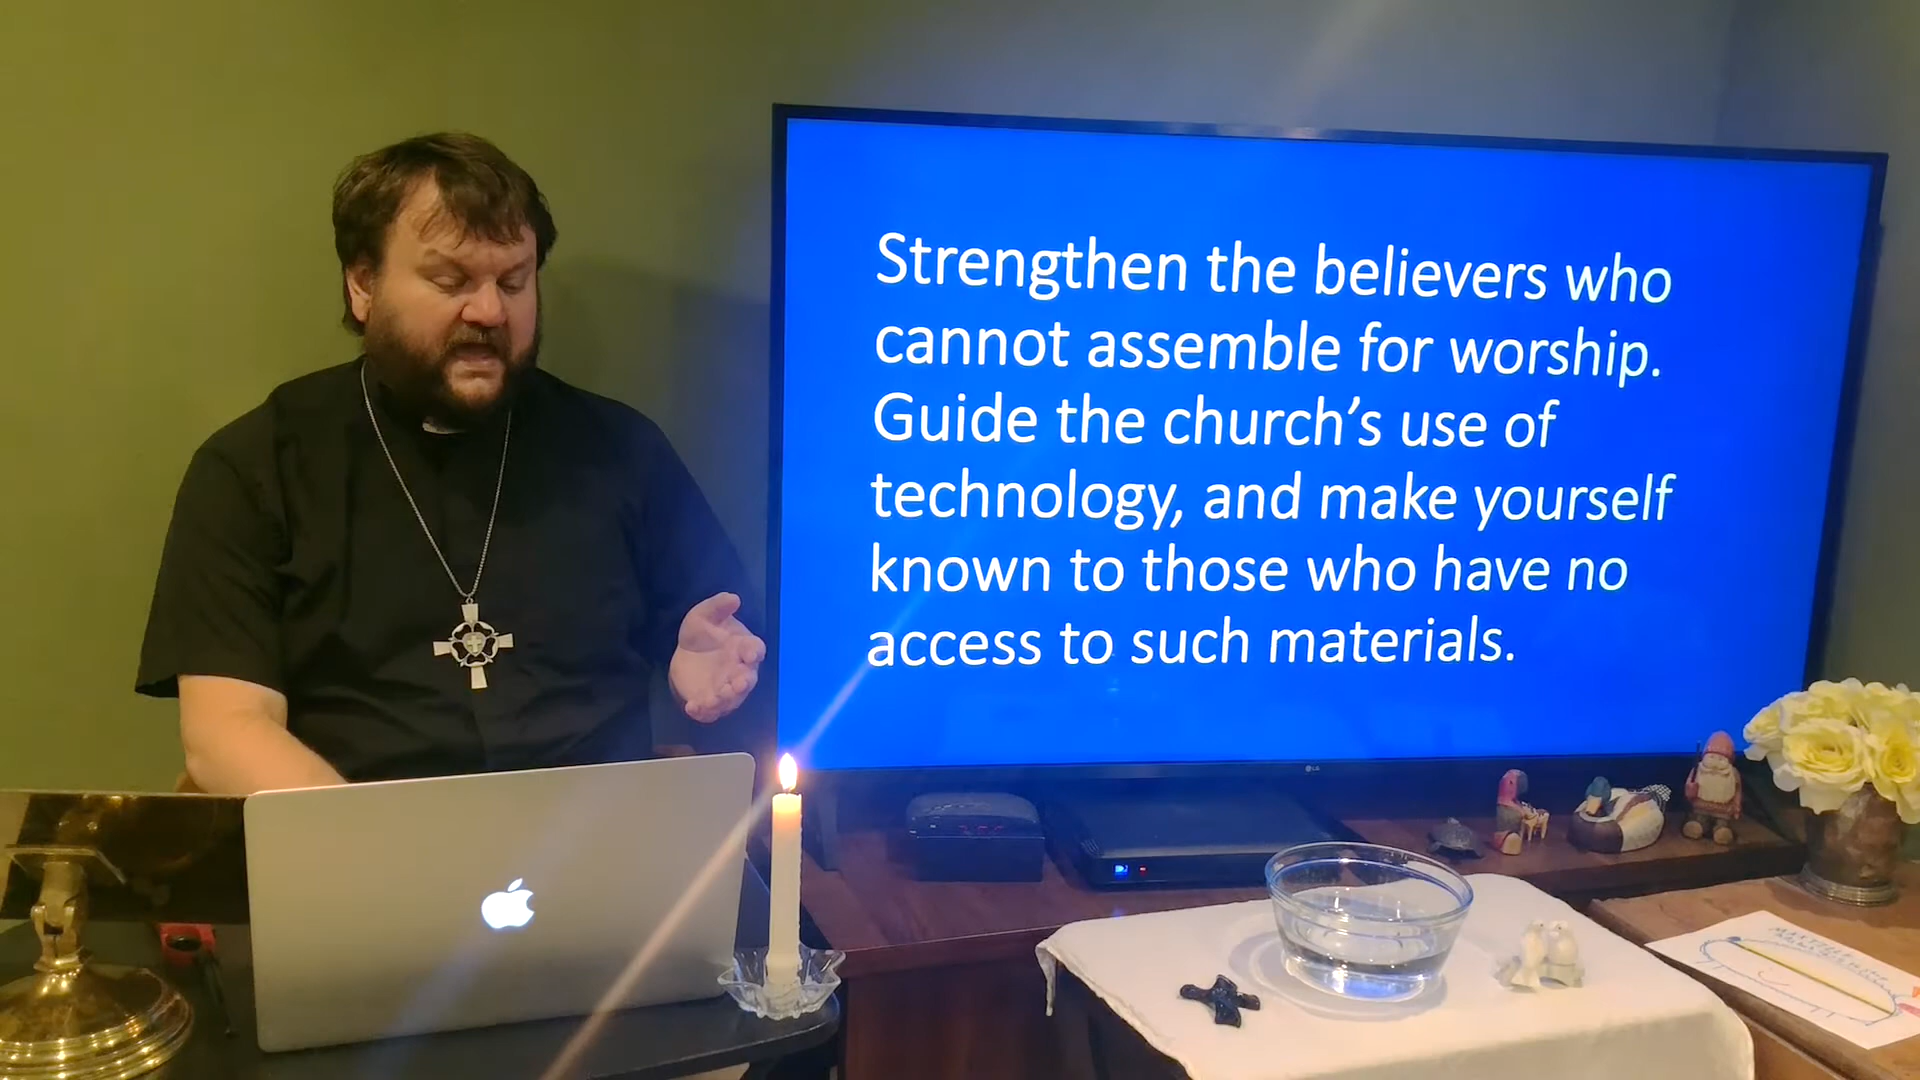 Strengthen the believers who
cannot assemble for worship.
Guide the church’s use of
technology, and make yourself
known to those who have no
access to such materials.
LG